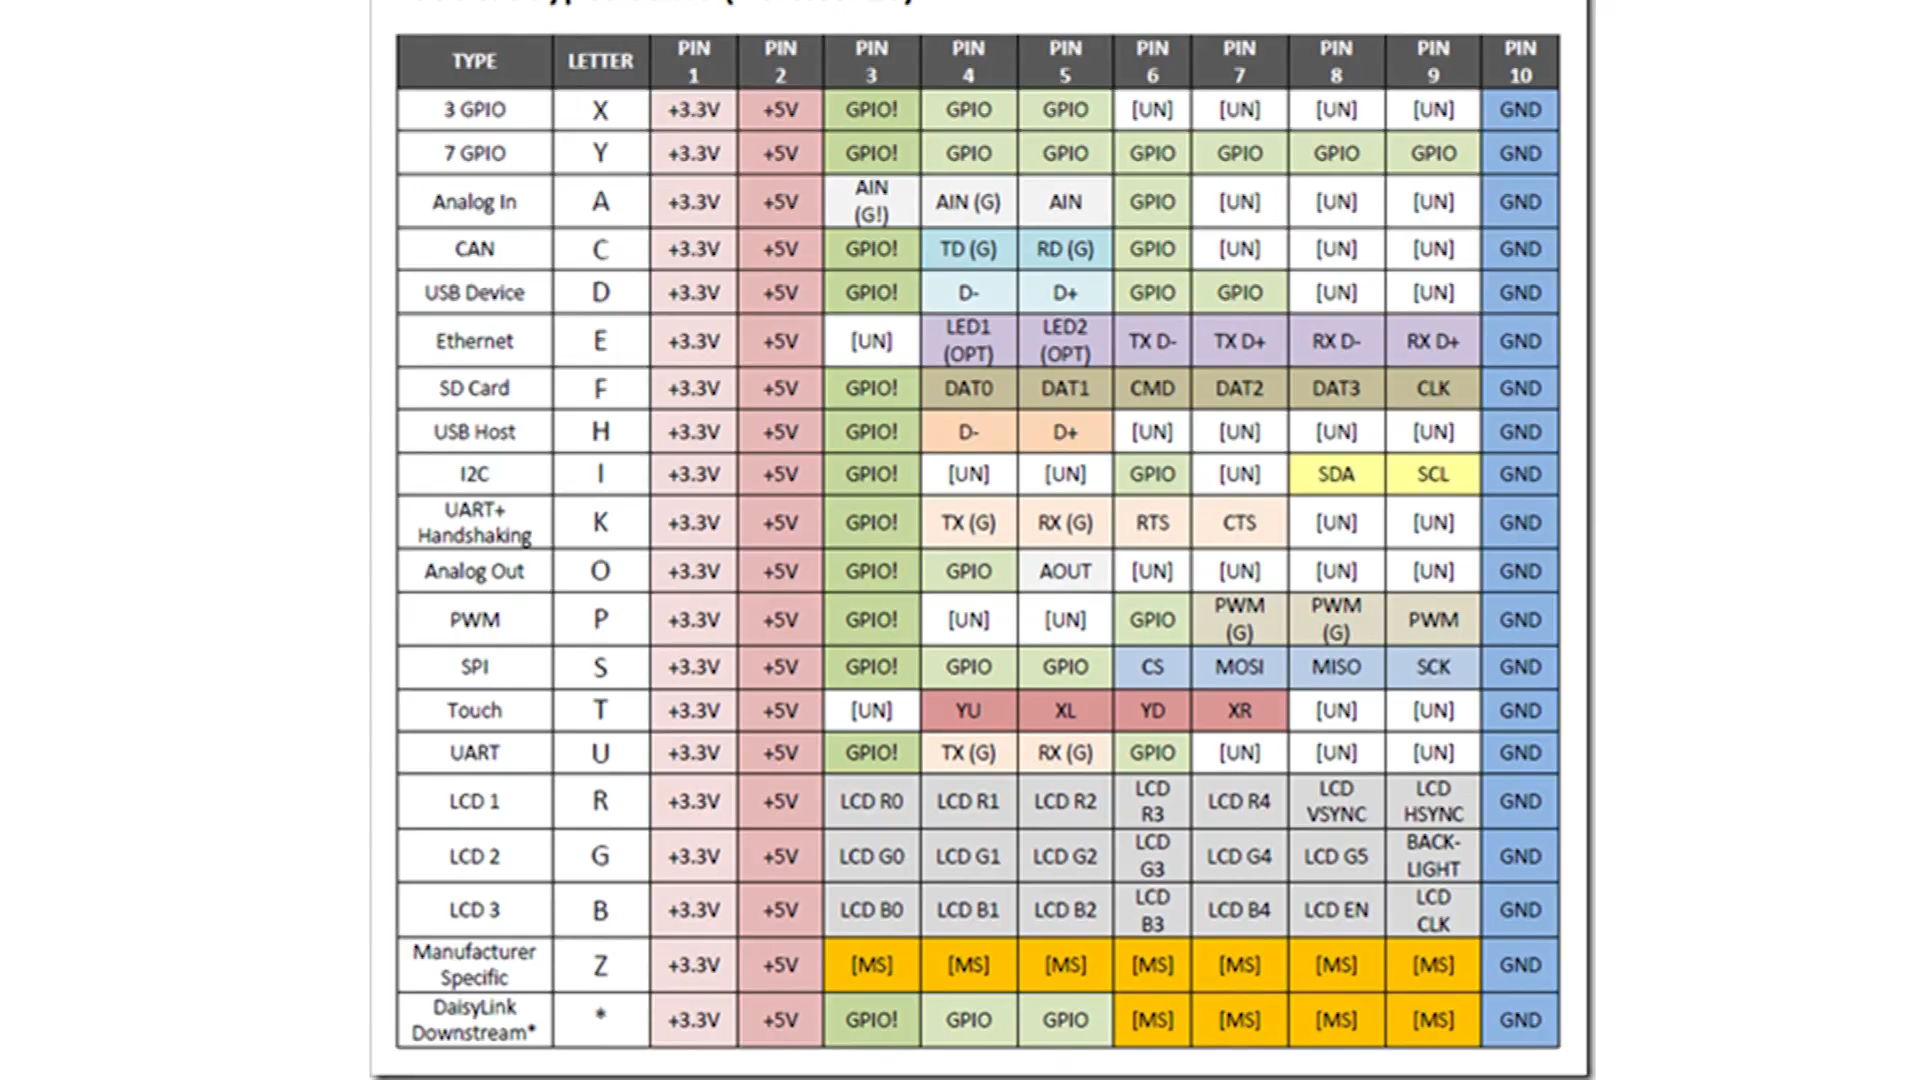 TYPE LETTER PIN 1 PIN 2 PIN 3 PIN 4 PIN 5 PIN 6 PIN 7 PIN 8 PIN 9 PIN 10
3 GPIO X +3.3V +5V GPIO! GPIO GPIO [UN] [UN] [UN] [UN] GND
7 GPIO Y +3.3V +5V GPIO! GPIO GPIO GPIO GPIO GPIO GPIO GND
Analog In A +3.3V +5V AIN (G!) AIN (G) AIN GPIO [UN] [UN] [UN] GND
CAN C +3.3V +5V GPIO! TD (G) RD (G) GPIO [UN] [UN] [UN] GND
USB Device D +3.3V +5V GPIO! D- D+ GPIO GPIO [UN] [UN] GND
Ethernet E +3.3V +5V [UN] LED1 (OPT) LED2 (OPT) TX D- TX D+ RX D- RX D+ GND
SD Card F +3.3V +5V GPIO! DAT0 DAT1 CMD DAT2 DAT3 CLK GND
USB Host H +3.3V +5V GPIO! D- D+ [UN] [UN] [UN] [UN] GND
I2C I +3.3V +5V GPIO! [UN] [UN] GPIO [UN] SDA SCL GND
UART+ Handshaking K +3.3V +5V GPIO! TX (G) RX (G) RTS CTS [UN] [UN] GND
Analog Out O +3.3V +5V GPIO! GPIO AOUT [UN] [UN] [UN] [UN] GND
PWM P +3.3V +5V GPIO! [UN] [UN] GPIO PWM (G) PWM (G) PWM GND
SPI S +3.3V +5V GPIO! GPIO GPIO CS MOSI MISO SCK GND
Touch T +3.3V +5V [UN] YU XL YD XR [UN] [UN] GND
UART U +3.3V +5V GPIO! TX (G) RX (G) GPIO [UN] [UN] [UN] GND
LCD 1 R +3.3V +5V LCD R0 LCD R1 LCD R2 LCD R3 LCD R4 LCD VSYNC LCD HSYNC GND
LCD 2 G +3.3V +5V LCD G0 LCD G1 LCD G2 LCD G3 LCD G4 LCD G5 BACK-LIGHT GND
LCD 3 B +3.3V +5V LCD B0 LCD B1 LCD B2 LCD B3 LCD B4 LCD EN LCD CLK GND
Manufacturer Specific Z +3.3V +5V [MS] [MS] [MS] [MS] [MS] [MS] [MS] GND
DaisyLink Downstream* * +3.3V +5V GPIO! GPIO GPIO [MS] [MS] [MS] [MS] GND